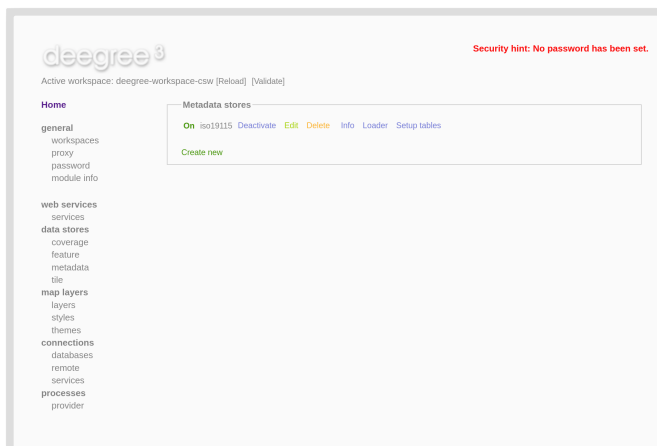 deegree 3
Security hint: No password has been set.
Active workspace: deegree-workspace-csw [Reload] [Validate]
Home
general
workspaces
proxy
password
module info
web services
services
data stores
coverage
feature
metadata
tile
map layers
layers
styles
themes
connections
databases
remote
services
processes
provider
Metadata stores
On iso19115 Deactivate Edit Delete Info Loader Setup tables
Create new